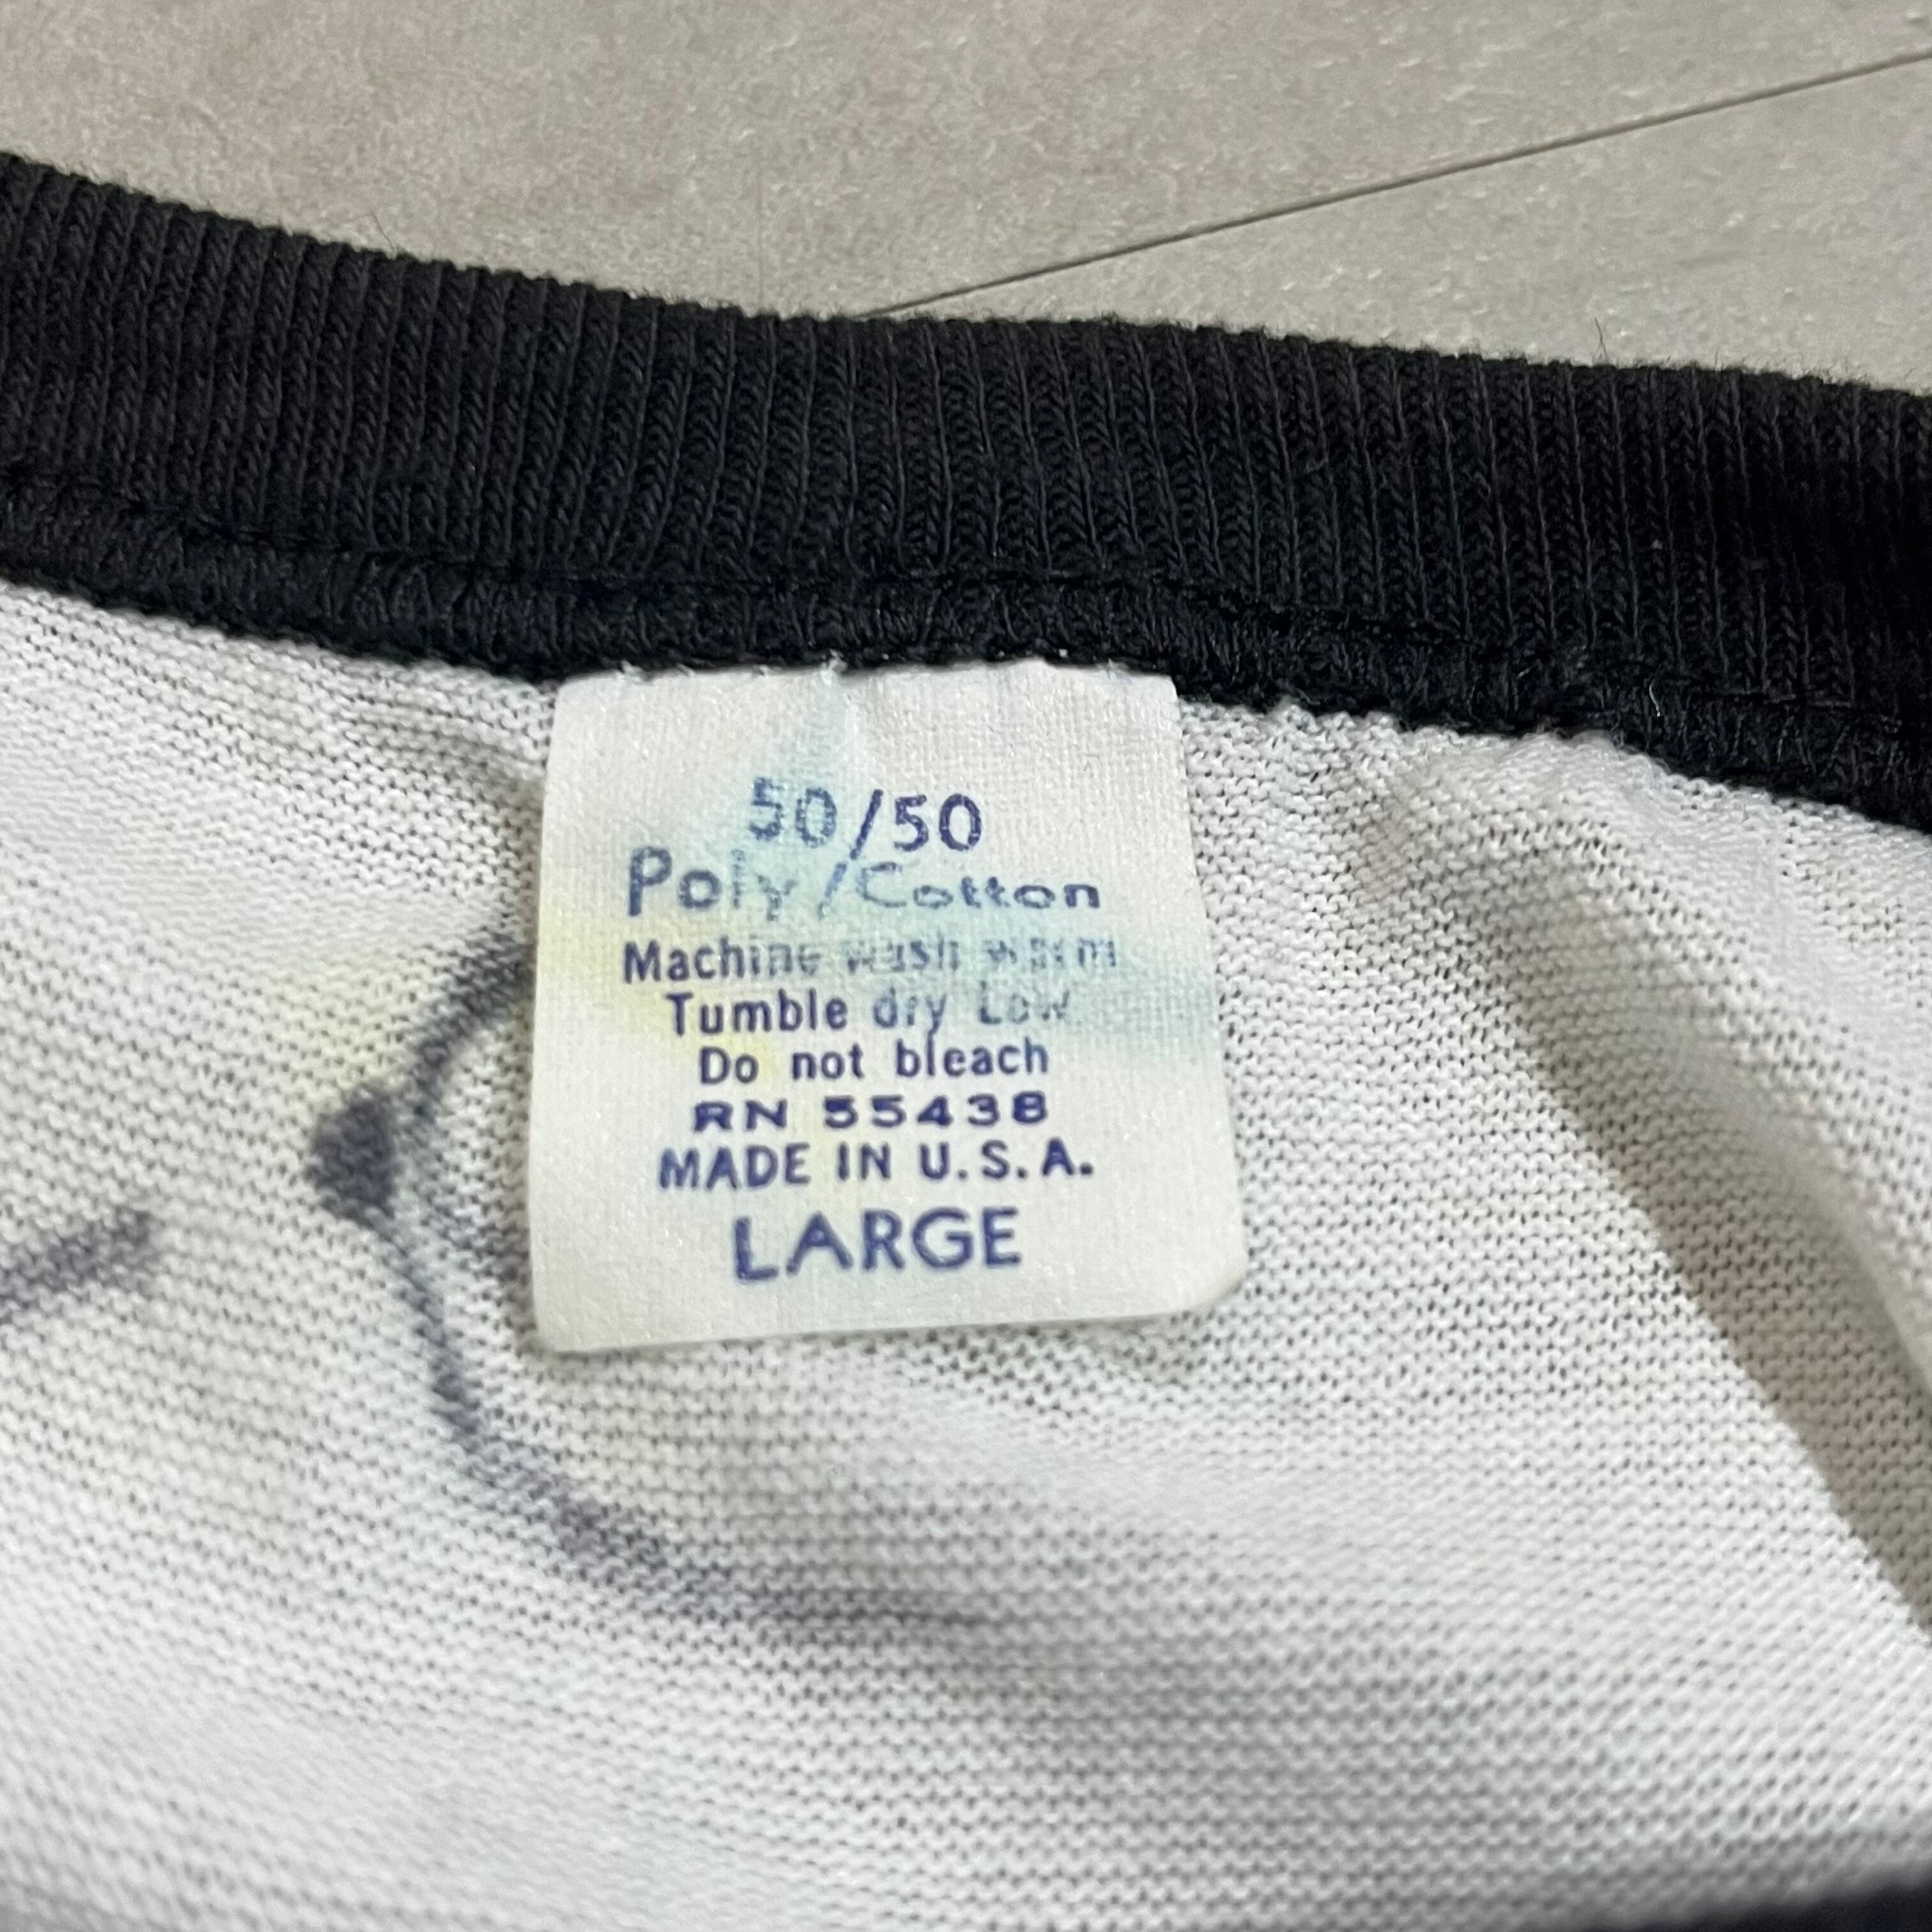 50/50
Poly/Cotton
Machine wash warm
Tumble dry Low
Do not bleach
RN 55438
MADE IN U.S.A.
LARGE